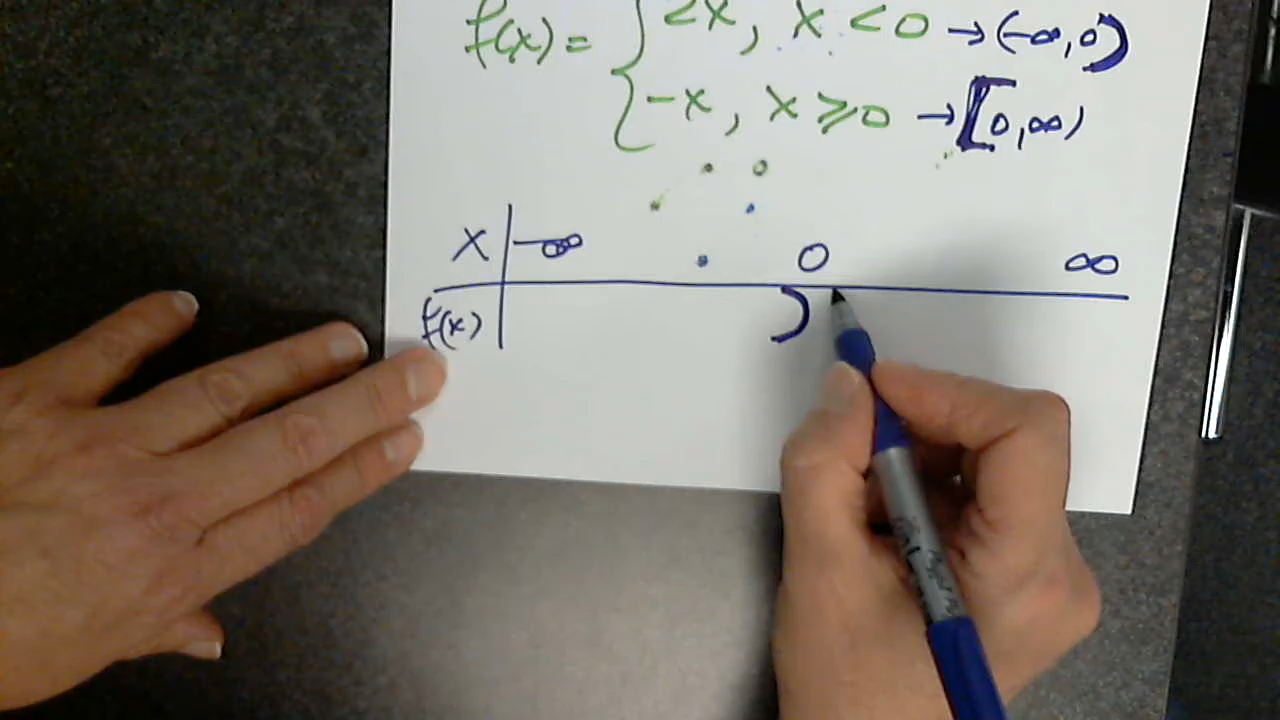 f(x) = { 2x, x < 0 → (-∞, 0)
-x, x ≥ 0 → [0, ∞)
x | -∞ 0 ∞
f(x) | )